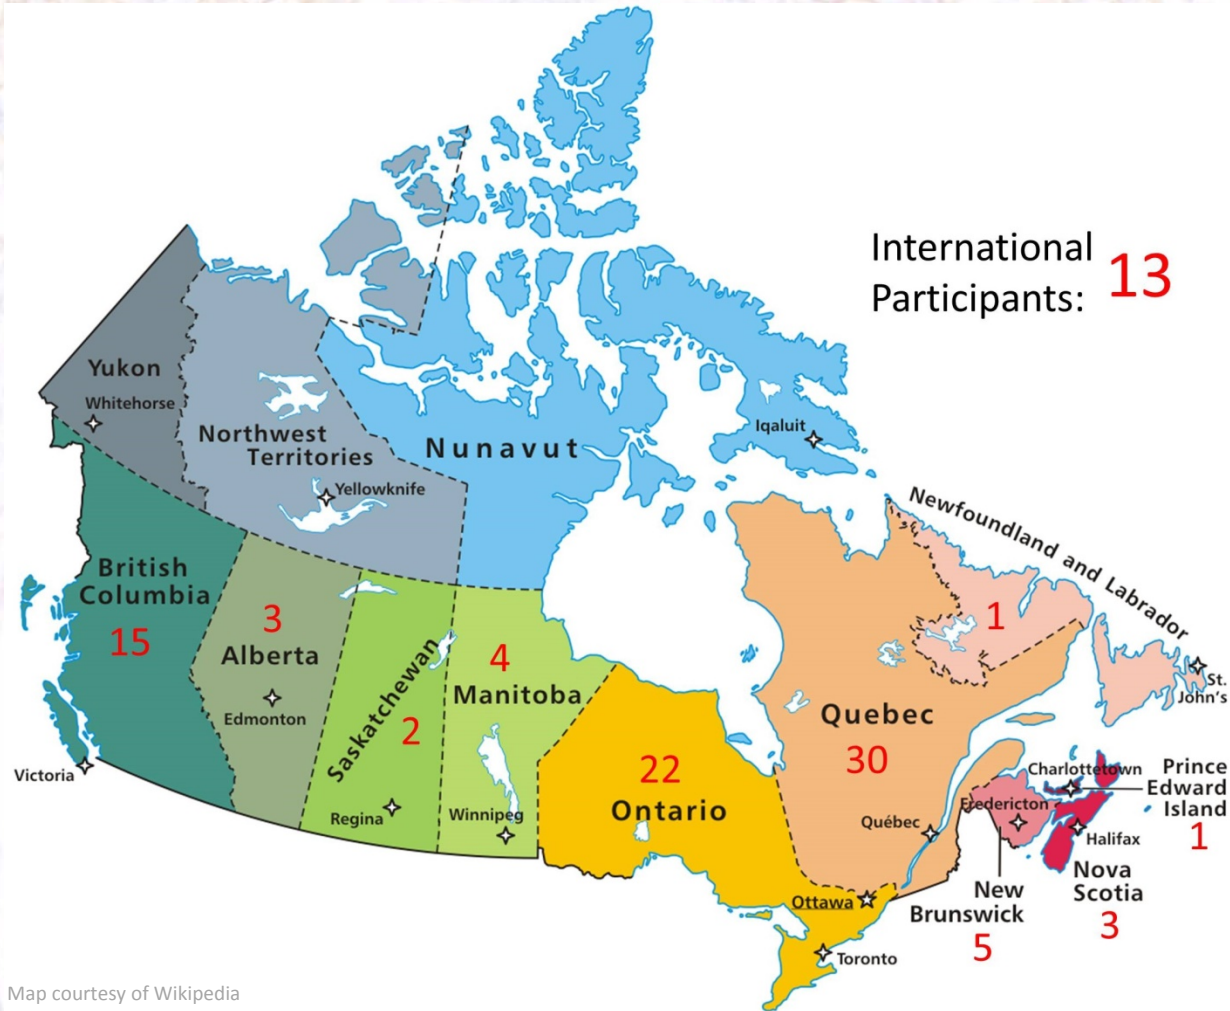 International
Participants: 13
Yukon
Whitehorse
Northwest
Territories
Yellowknife
Nunavut
Iqaluit
Newfoundland and Labrador
1
St.
John's
British
Columbia
15
Victoria
3
Alberta
Edmonton
Saskatchewan
2
Regina
4
Manitoba
Winnipeg
22
Ontario
Ottawa
Toronto
Quebec
30
Québec
Charlottetown
Prince
Edward
Island
1
Fredericton
Halifax
Nova
Scotia
3
New
Brunswick
5
Map courtesy of Wikipedia